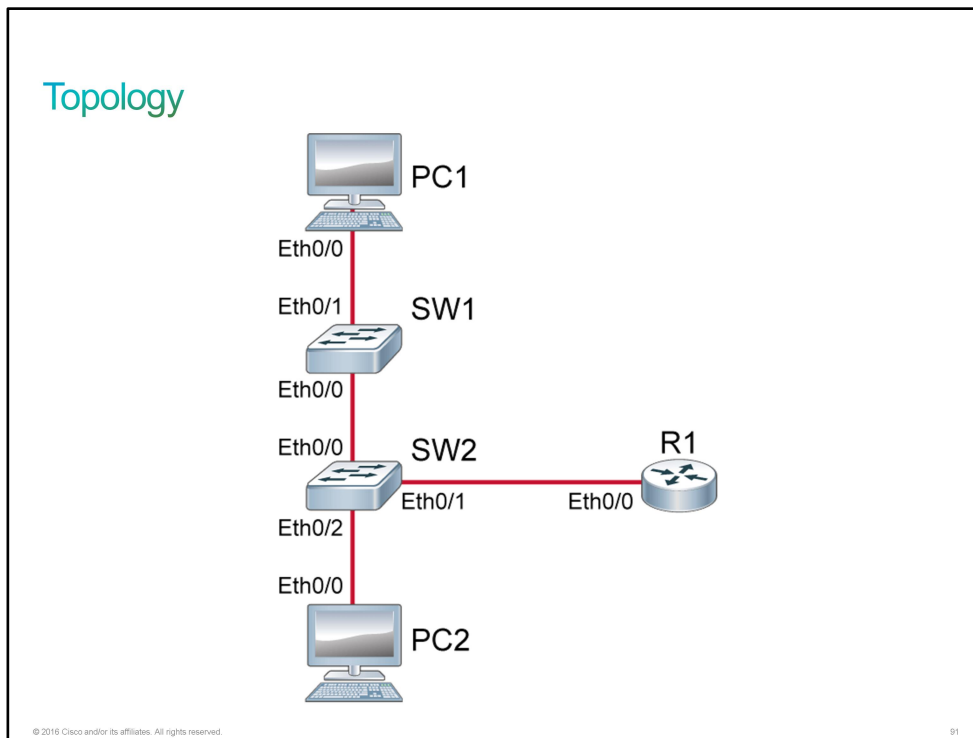 Topology
PC1
Eth0/0
Eth0/1
SW1
Eth0/0
Eth0/0
SW2
R1
Eth0/1
Eth0/0
Eth0/2
Eth0/0
PC2
© 2016 Cisco and/or its affiliates. All rights reserved.
91